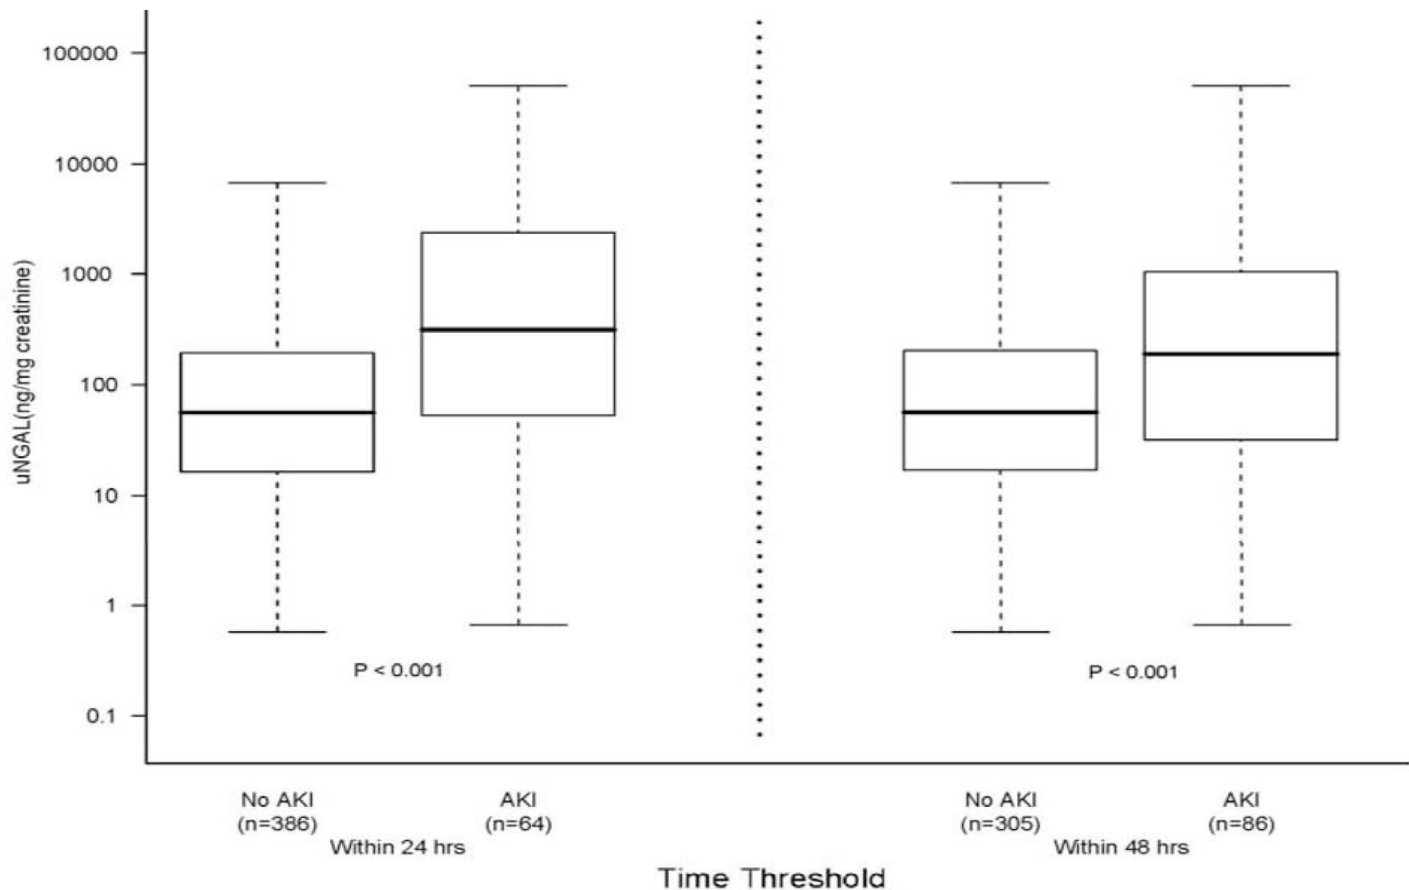 100000
10000
1000
100
10
1
0.1
uNGAL(ng/mg creatinine)
P < 0.001
P < 0.001
No AKI
(n=386)
AKI
(n=64)
Within 24 hrs
No AKI
(n=305)
AKI
(n=86)
Within 48 hrs
Time Threshold